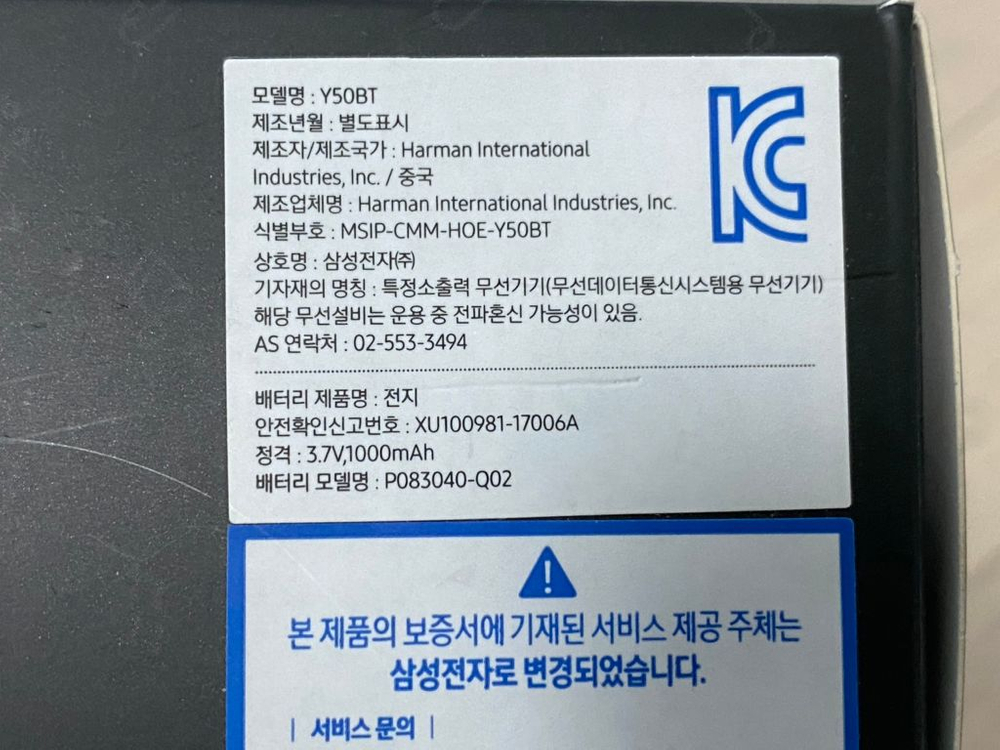 모델명 : Y50BT
제조년월 : 별도표시
제조자/제조국가 : Harman International
Industries, Inc. / 중국
제조업체명 : Harman International Industries, Inc.
식별부호 : MSIP-CMM-HOE-Y50BT
상호명 : 삼성전자㈜
기자재의 명칭 : 특정소출력 무선기기(무선데이터통신시스템용 무선기기)
해당 무선설비는 운용 중 전파혼신 가능성이 있음.
AS 연락처 : 02-553-3494
배터리 제품명 : 전지
안전확인신고번호 : XU100981-17006A
정격 : 3.7V,1000mAh
배터리 모델명 : P083040-Q02
본 제품의 보증서에 기재된 서비스 제공 주체는
삼성전자로 변경되었습니다.
| 서비스 문의 |